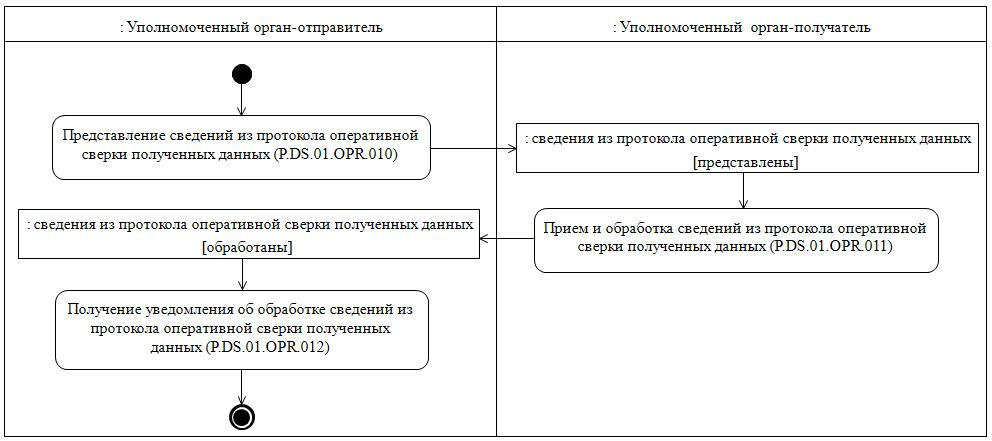 : Уполномоченный орган-отправитель
: Уполномоченный орган-получатель
Представление сведений из протокола оперативной
сверки полученных данных (P.DS.01.OPR.010)
: сведения из протокола оперативной сверки полученных данных
[представлены]
Прием и обработка сведений из протокола оперативной
сверки полученных данных (P.DS.01.OPR.011)
: сведения из протокола оперативной сверки полученных данных
[обработаны]
Получение уведомления об обработке сведений из
протокола оперативной сверки полученных
данных (P.DS.01.OPR.012)